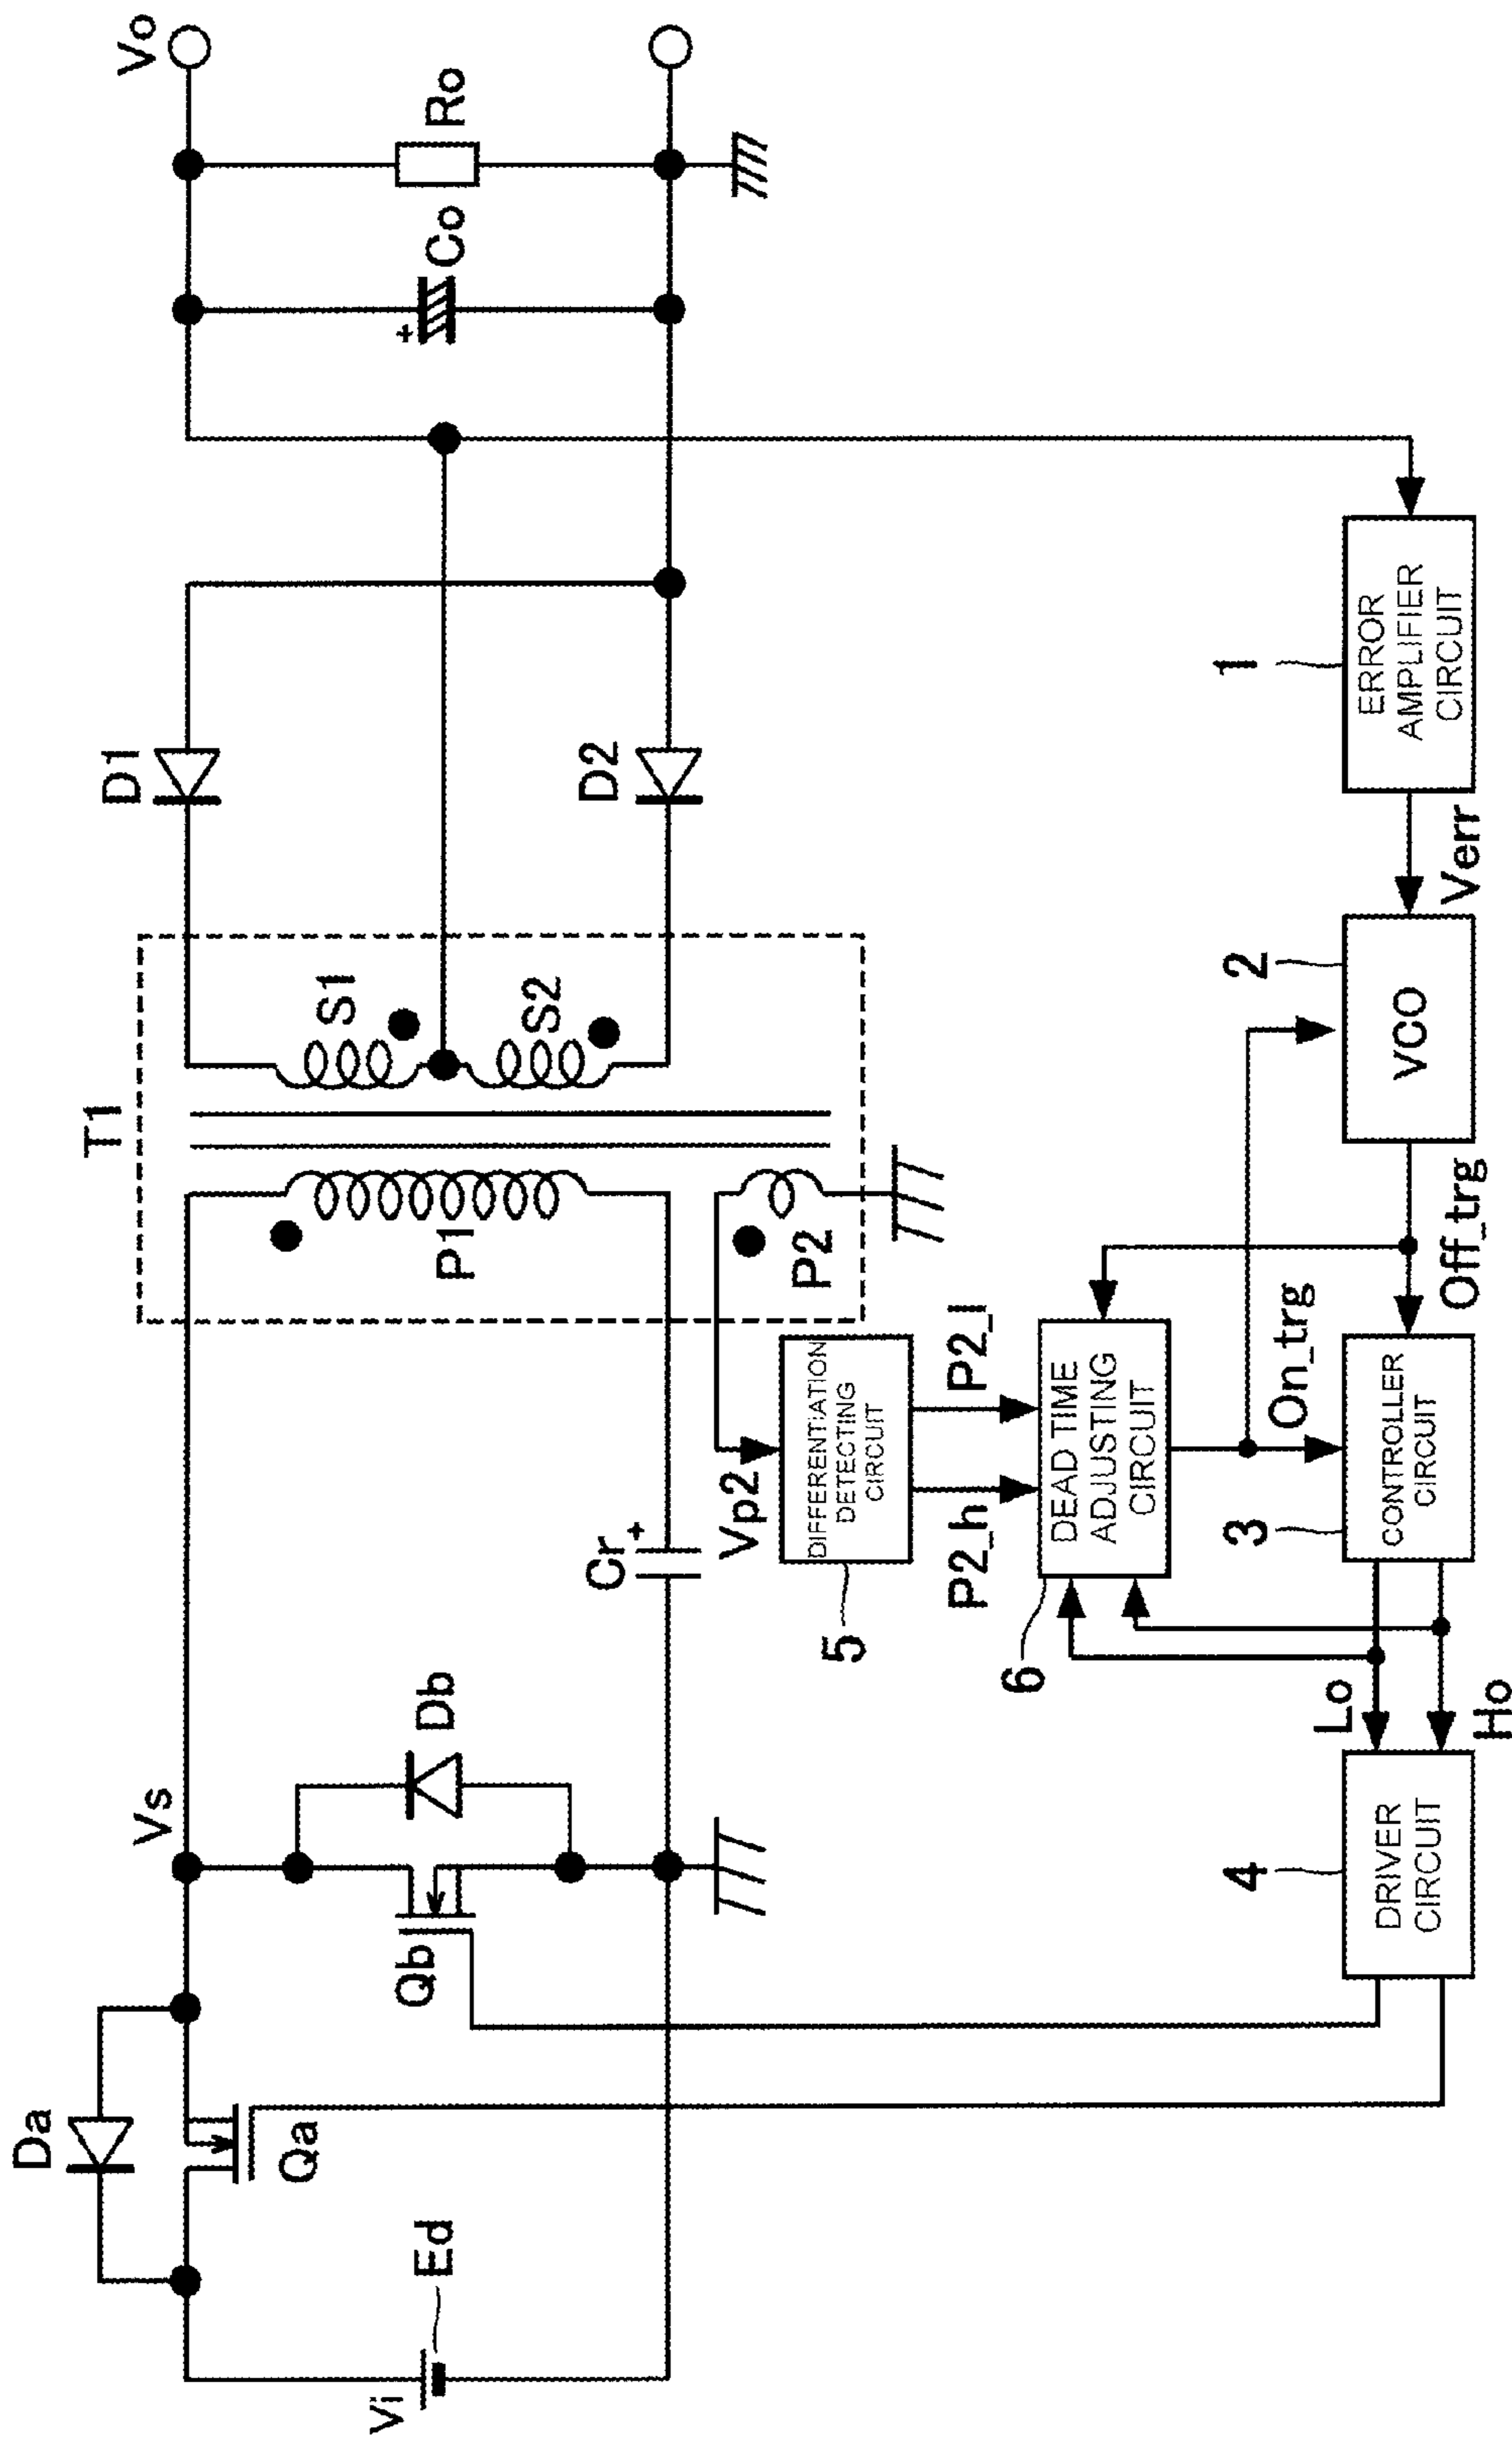 Da
Vi
Ed
Qa
Vs
Qb
Db
Cr
+
T1
P1
P2
S1
S2
D1
D2
+
Co
Ro
Vo
Vp2
5
DIFFERENTIATION
DETECTING
CIRCUIT
P2_h
P2_l
6
DEAD TIME
ADJUSTING
CIRCUIT
On_trg
Off_trg
4
DRIVER
CIRCUIT
Lo
Ho
3
CONTROLLER
CIRCUIT
2
VCO
Verr
1
ERROR
AMPLIFIER
CIRCUIT